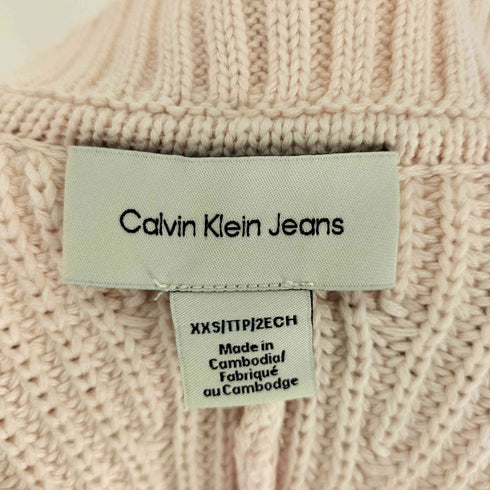 Calvin Klein Jeans
XXS/TTP/2ECH
Made in
Cambodia/
Fabriqué
au Cambodge